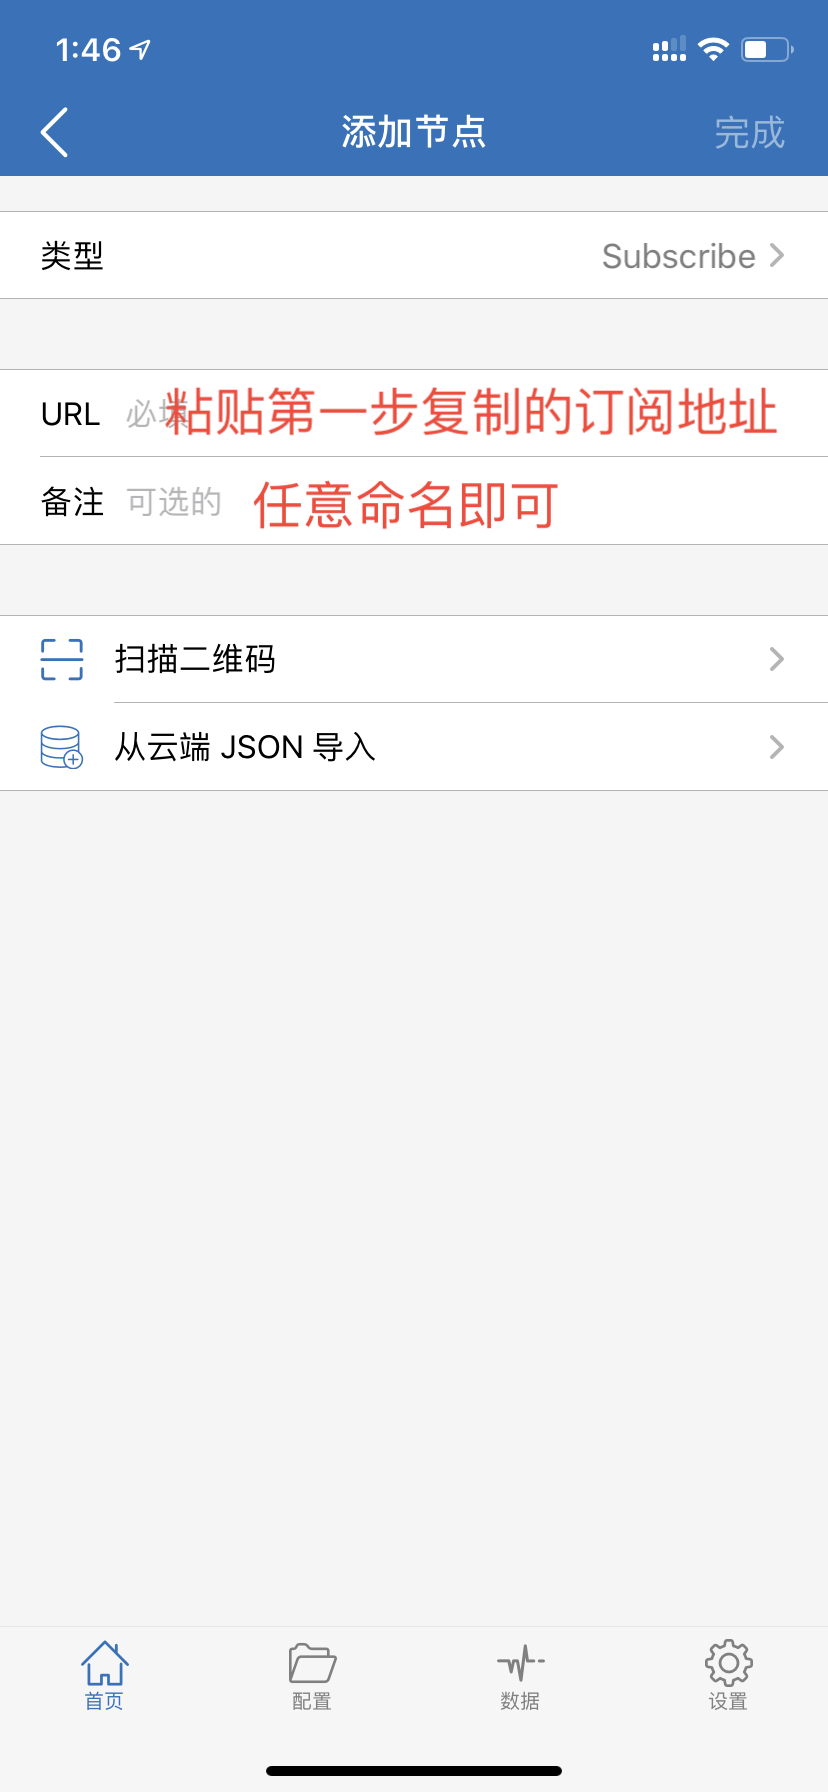 1:46
添加节点
完成
类型
Subscribe
URL 必填 粘贴第一步复制的订阅地址
备注 可选的 任意命名即可
扫描二维码
从云端 JSON 导入
首页 配置 数据 设置